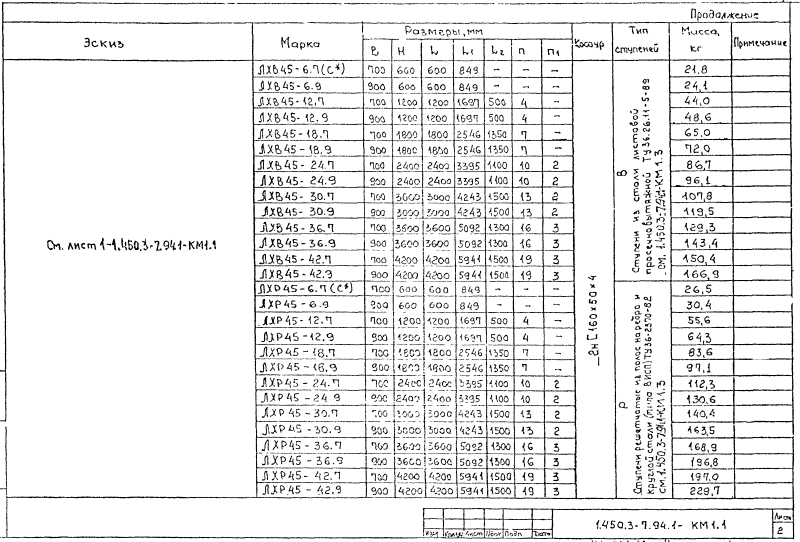 Продолжение
Эскиз Марка Размеры, мм Косоур Тип ступеней Масса, кг Примечание
B H L L1 L2 n n1
ЛХВ45-6.7(С*) 700 600 600 849 – – – 21,8
ЛХВ45-6.9 900 600 600 849 – – – 24,1
ЛХВ45-12.7 700 1200 1200 1697 500 4 – 44,0
ЛХВ45-12.9 900 1200 1200 1697 500 4 – 48,6
ЛХВ45-18.7 700 1800 1800 2546 1350 7 – 65,0
ЛХВ45-18.9 900 1800 1800 2546 1350 7 – 72,0
ЛХВ45-24.7 700 2400 2400 3395 1100 10 2 86,7
ЛХВ45-24.9 900 2400 2400 3395 1100 10 2 96,1
ЛХВ45-30.7 700 3000 3000 4243 1500 13 2 107,8
ЛХВ45-30.9 900 3000 3000 4243 1500 13 2 119,5
ЛХВ45-36.7 700 3600 3600 5092 1300 16 3 129,3
ЛХВ45-36.9 900 3600 3600 5092 1300 16 3 143,4
ЛХВ45-42.7 700 4200 4200 5941 1500 19 3 150,4
ЛХВ45-42.9 900 4200 4200 5941 1500 19 3 166,9
ЛХР45-6.7(С*) 700 600 600 849 – – – 26,5
ЛХР45-6.9 900 600 600 849 – – – 30,4
ЛХР45-12.7 700 1200 1200 1697 500 4 – 55,6
ЛХР45-12.9 900 1200 1200 1697 500 4 – 64,3
ЛХР45-18.7 700 1800 1800 2546 1350 7 – 83,6
ЛХР45-18.9 900 1800 1800 2546 1350 7 – 97,1
ЛХР45-24.7 700 2400 2400 3395 1100 10 2 112,3
ЛХР45-24.9 900 2400 2400 3395 1100 10 2 130,6
ЛХР45-30.7 700 3000 3000 4243 1500 13 2 140,4
ЛХР45-30.9 900 3000 3000 4243 1500 13 2 163,5
ЛХР45-36.7 700 3600 3600 5092 1300 16 3 168,9
ЛХР45-36.9 900 3600 3600 5092 1300 16 3 196,8
ЛХР45-42.7 700 4200 4200 5941 1500 19 3 197,0
ЛХР45-42.9 900 4200 4200 5941 1500 19 3 229,7
См. лист 1-1.450.3-7.94.1-КМ1.1
2н [160×50×4
В
Ступени из стали листовой
просечно-вытяжной ТУ36.26.11-5-89
см. 1.450.3-7.94.1-КМ 1.3
Р
Ступени решетчатые из полос на ребро и
круглой стали (типа ВИСП) ТУ36-2370-82
см. 1.450.3-7.94.1-КМ 1.3
Изм Кол.уч Лист №док Подп Дата
1.450.3-7.94.1- КМ1.1
Лист
2